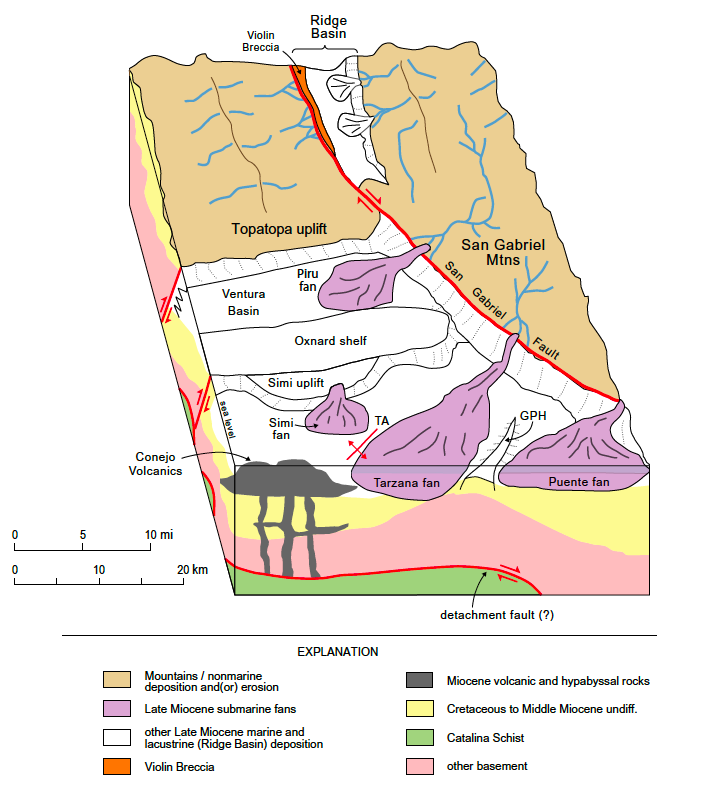 Ridge
Basin
Violin
Breccia
Topatopa uplift
San Gabriel
Mtns
Piru
fan
San
Gabriel
Fault
Ventura
Basin
Oxnard shelf
Simi uplift
sea level
Simi
fan
TA
GPH
Conejo
Volcanics
Tarzana fan
Puente fan
0 5 10 mi
0 10 20 km
detachment fault (?)
EXPLANATION
Mountains / nonmarine
deposition and(or) erosion
Late Miocene submarine fans
other Late Miocene marine and
lacustrine (Ridge Basin) deposition
Violin Breccia
Miocene volcanic and hypabyssal rocks
Cretaceous to Middle Miocene undiff.
Catalina Schist
other basement